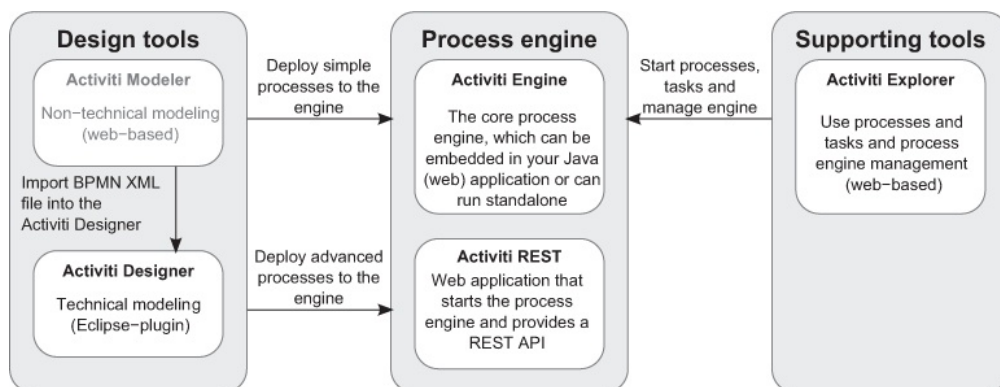 Design tools
Activiti Modeler
Non-technical modeling
(web-based)
Import BPMN XML
file into the
Activiti Designer
Activiti Designer
Technical modeling
(Eclipse-plugin)
Deploy simple
processes to the
engine
Deploy advanced
processes to the
engine
Process engine
Activiti Engine
The core process
engine, which can be
embedded in your Java
(web) application or can
run standalone
Activiti REST
Web application that
starts the process
engine and provides a
REST API
Start processes,
tasks and
manage engine
Supporting tools
Activiti Explorer
Use processes and
tasks and process
engine management
(web-based)